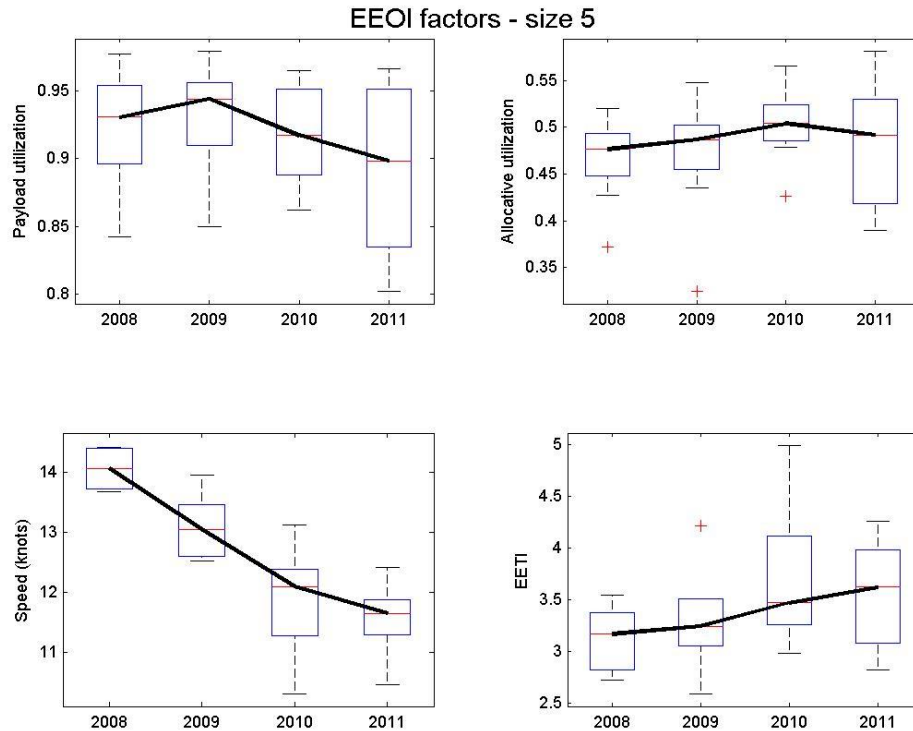 EEOI factors - size 5
Payload utilization
0.95
0.9
0.85
0.8
2008 2009 2010 2011
Allocative utilization
0.55
0.5
0.45
0.4
0.35
2008 2009 2010 2011
Speed (knots)
14
13
12
11
2008 2009 2010 2011
EETI
5
4.5
4
3.5
3
2.5
2008 2009 2010 2011